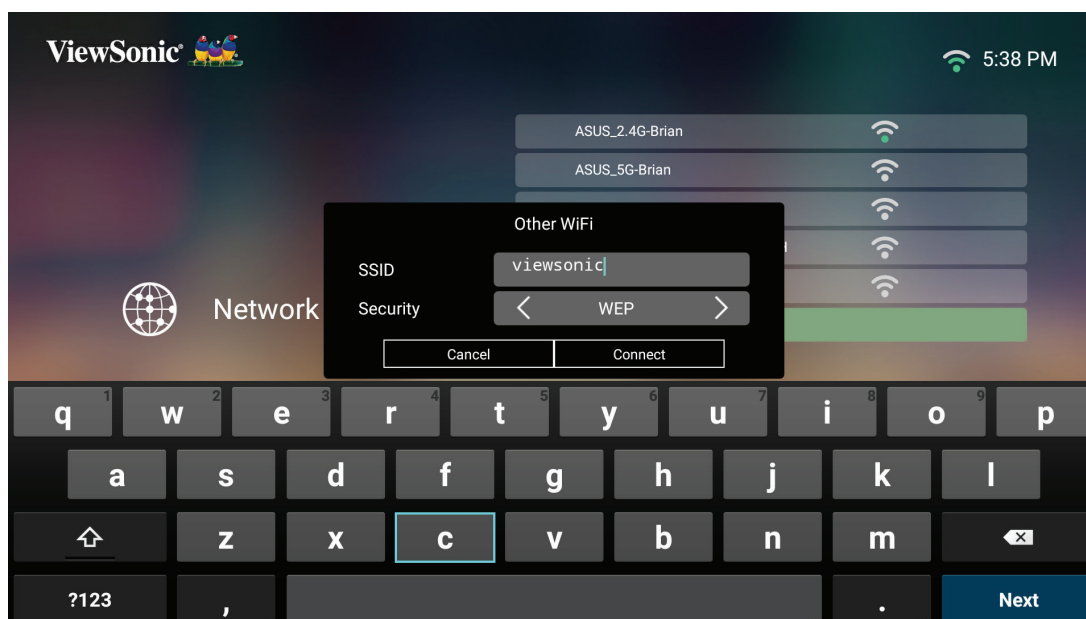 ViewSonic®
5:38 PM
ASUS_2.4G-Brian
ASUS_5G-Brian
Other WiFi
SSID viewsonic
Security WEP
Network
Cancel Connect
q 1 w 2 e 3 r 4 t 5 y 6 u 7 i 8 o 9 p
a s d f g h j k l
z x c v b n m
?123 , . Next